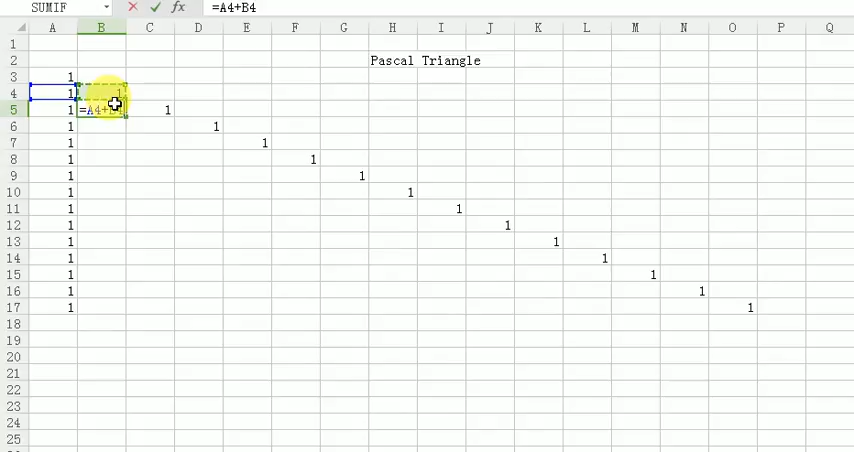 SUMIF =A4+B4
A B C D E F G H I J K L M N O P Q
1
2 Pascal Triangle
3 1
4 1 1
5 1 =A4+B4 1
6 1 1
7 1 1
8 1 1
9 1 1
10 1 1
11 1 1
12 1 1
13 1 1
14 1 1
15 1 1
16 1 1
17 1 1
18
19
20
21
22
23
24
25